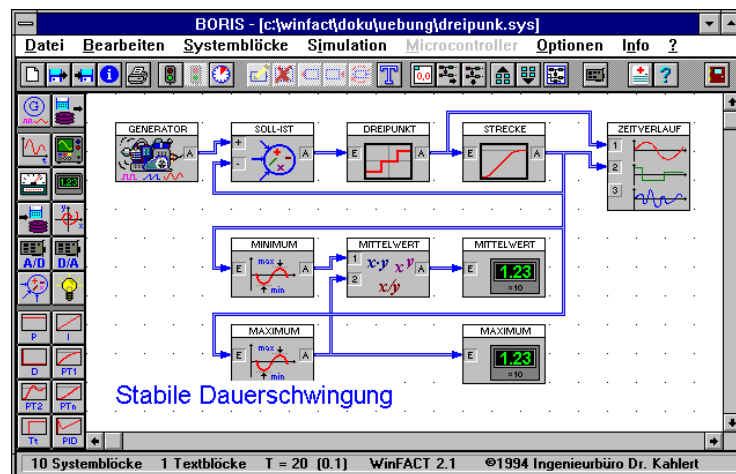 BORIS - [c:\winfact\doku\uebung\dreipunk.sys]
Datei Bearbeiten Systemblöcke Simulation Microcontroller Optionen Info ?
0,0 ?
G
GENERATOR SOLL-IST DREIPUNKT STRECKE ZEITVERLAUF
A + - A E A E A 1 2 3
t
123
y x
A/D D/A
MINIMUM MITTELWERT MITTELWERT
E max min A 1 2 x·y x^y x/y A E 1.23 ×10
MAXIMUM MAXIMUM
E max min A E 1.23 ×10
P I
D PT1
PT2 PTn
Tt PID
Stabile Dauerschwingung
10 Systemblöcke 1 Textblöcke T = 20 (0.1) WinFACT 2.1 ©1994 Ingenieurbüro Dr. Kahlert